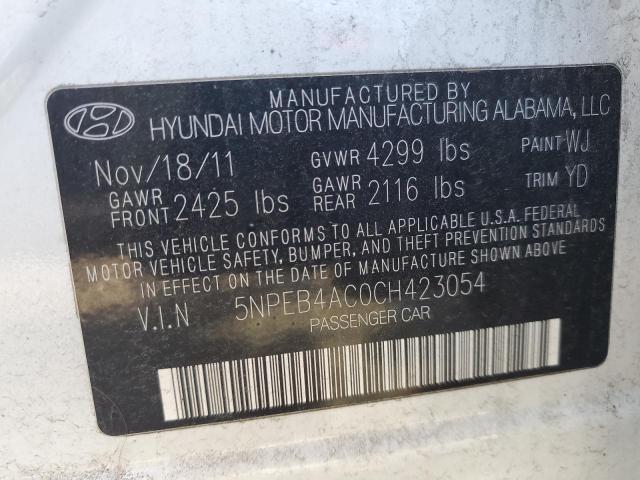 MANUFACTURED BY
HYUNDAI MOTOR MANUFACTURING ALABAMA, LLC
Nov/18/11 GVWR 4299 lbs PAINT WJ
GAWR FRONT 2425 lbs GAWR REAR 2116 lbs TRIM YD
THIS VEHICLE CONFORMS TO ALL APPLICABLE U.S.A. FEDERAL
MOTOR VEHICLE SAFETY, BUMPER, AND THEFT PREVENTION STANDARDS
IN EFFECT ON THE DATE OF MANUFACTURE SHOWN ABOVE
V.I.N 5NPEB4AC0CH423054
PASSENGER CAR